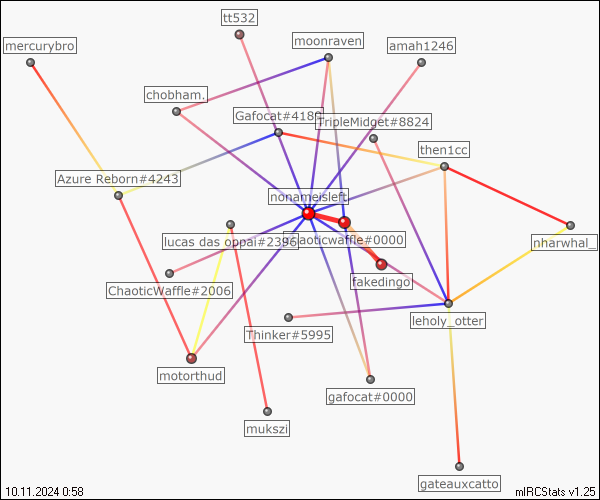 tt532
mercurybro
moonraven
amah1246
chobham.
Gafocat#4180
TripleMidget#8824
then1cc
Azure Reborn#4243
nonameisleft
lucas das oppai#2396
chaoticwaffle#0000
nharwhal_
fakedingo
ChaoticWaffle#2006
leholy_otter
Thinker#5995
motorthud
gafocat#0000
mukszi
gateauxcatto
10.11.2024 0:58
mIRCStats v1.25